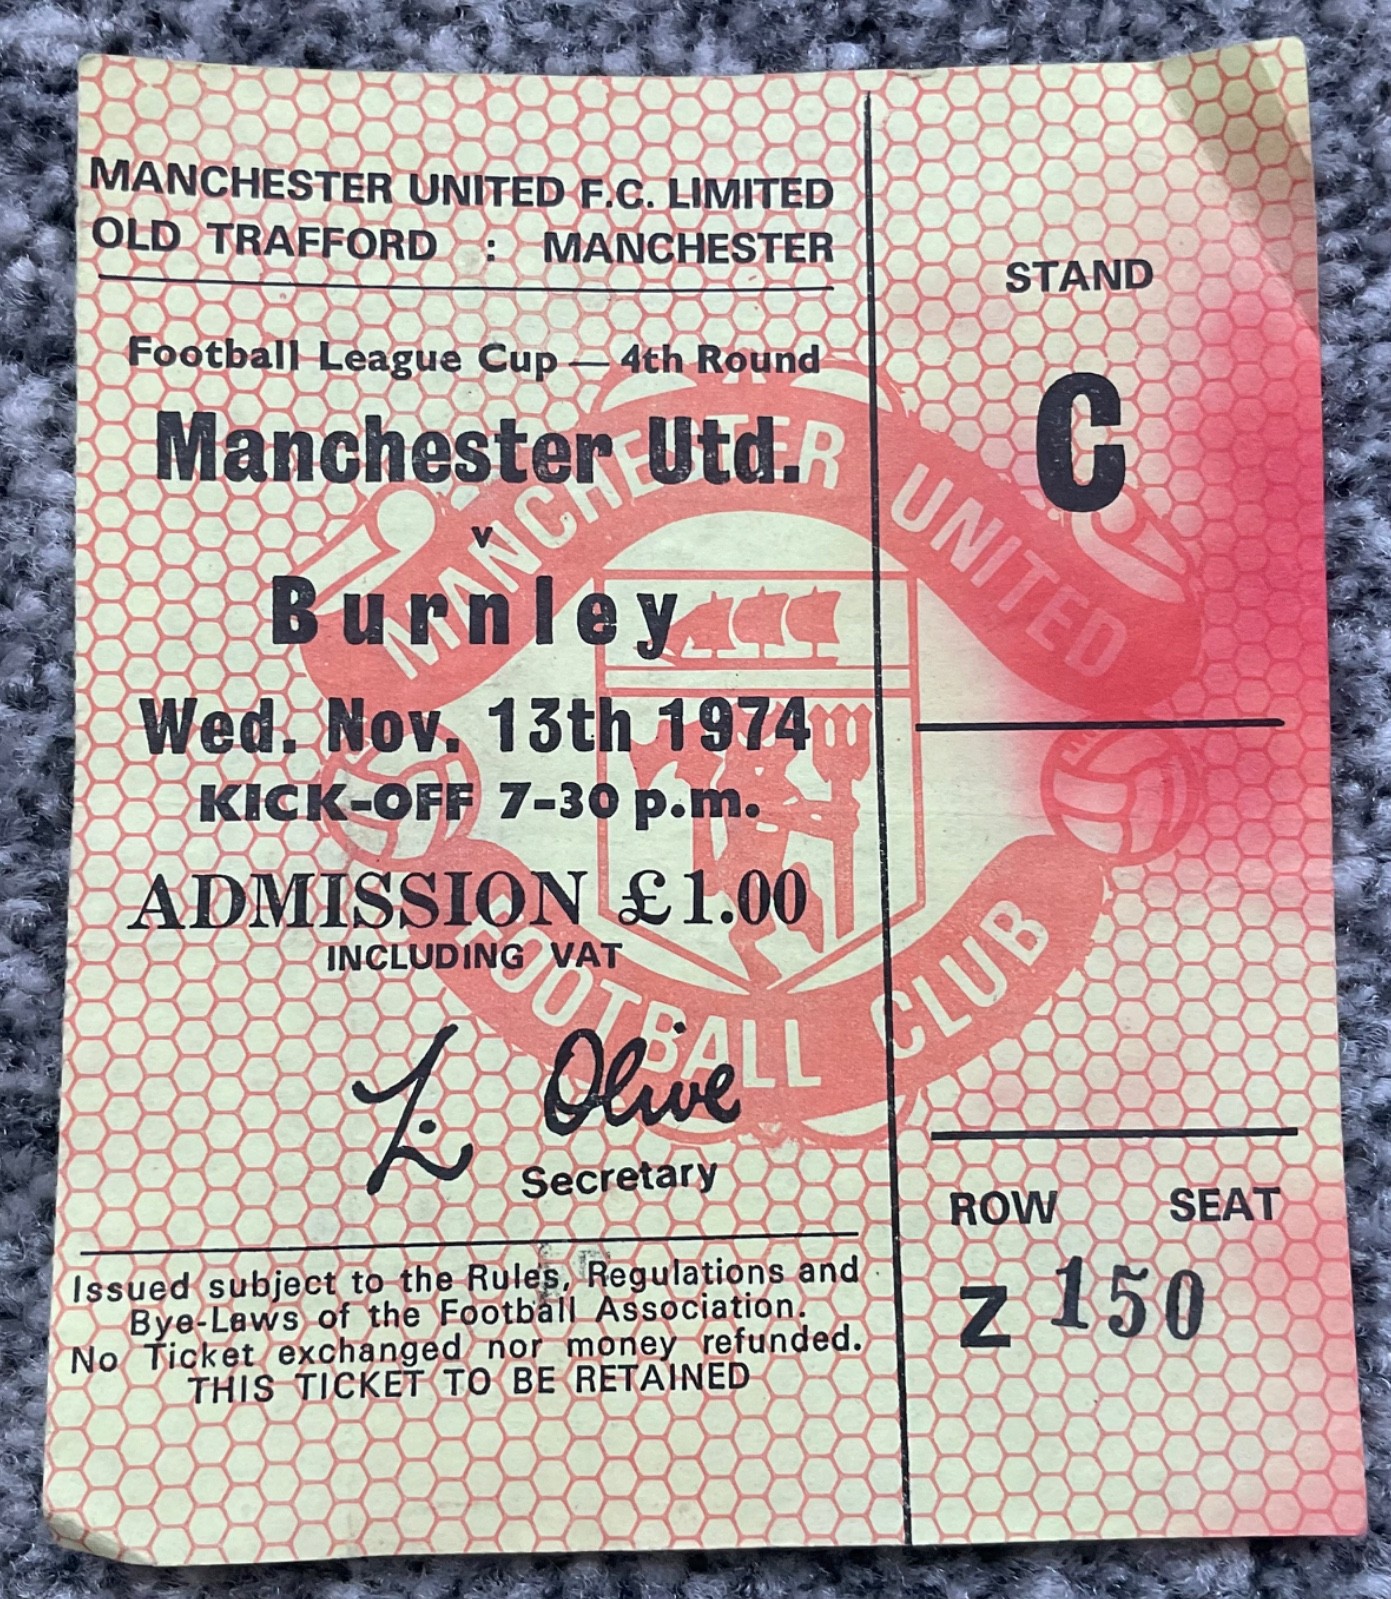 MANCHESTER UNITED F.C. LIMITED
OLD TRAFFORD : MANCHESTER
Football League Cup — 4th Round
Manchester Utd.
v
Burnley
Wed. Nov. 13th 1974
KICK-OFF 7-30 p.m.
ADMISSION £1.00
INCLUDING VAT
L. Olive
Secretary
Issued subject to the Rules, Regulations and
Bye-Laws of the Football Association.
No Ticket exchanged nor money refunded.
THIS TICKET TO BE RETAINED
STAND
C
ROW SEAT
Z 150
MANCHESTER UNITED
FOOTBALL CLUB